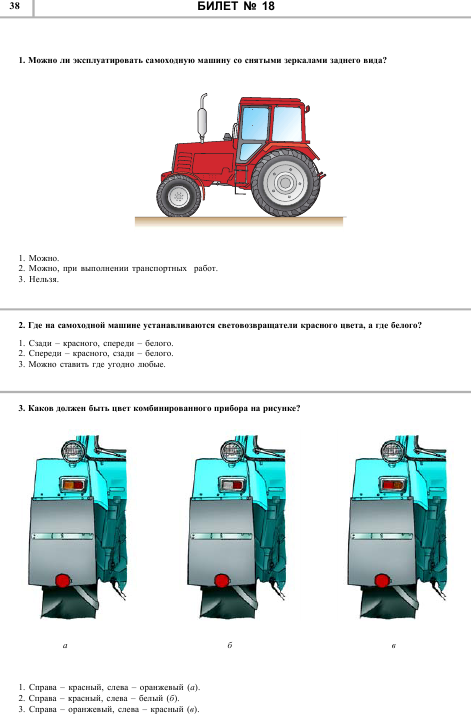 38
БИЛЕТ № 18
1. Можно ли эксплуатировать самоходную машину со снятыми зеркалами заднего вида?
1. Можно.
2. Можно, при выполнении транспортных работ.
3. Нельзя.
2. Где на самоходной машине устанавливаются световозвращатели красного цвета, а где белого?
1. Сзади – красного, спереди – белого.
2. Спереди – красного, сзади – белого.
3. Можно ставить где угодно любые.
3. Каков должен быть цвет комбинированного прибора на рисунке?
а б в
1. Справа – красный, слева – оранжевый (а).
2. Справа – красный, слева – белый (б).
3. Справа – оранжевый, слева – красный (в).